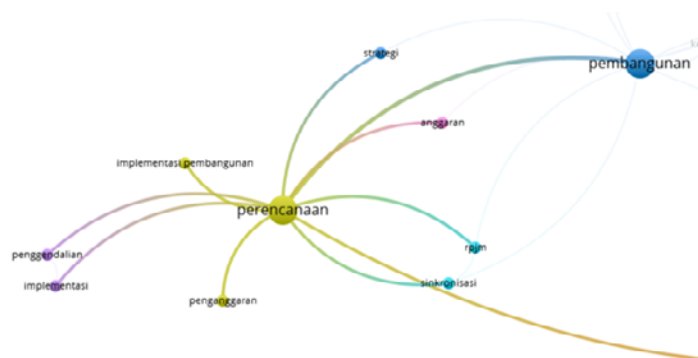 strategi
pembangunan
anggaran
implementasi pembangunan
perencanaan
rpjm
penggendalian
sinkronisasi
implementasi
penganggaran